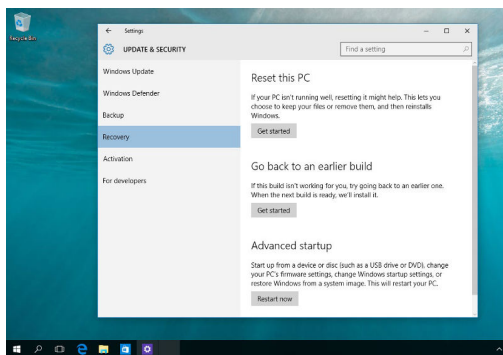 Recycle Bin
Settings
UPDATE & SECURITY
Find a setting
Windows Update
Windows Defender
Backup
Recovery
Activation
For developers
Reset this PC
If your PC isn't running well, resetting it might help. This lets you
choose to keep your files or remove them, and then reinstalls
Windows.
Get started
Go back to an earlier build
If this build isn't working for you, try going back to an earlier one.
When the next build is ready, we'll install it.
Get started
Advanced startup
Start up from a device or disc (such as a USB drive or DVD), change
your PC's firmware settings, change Windows startup settings, or
restore Windows from a system image. This will restart your PC.
Restart now